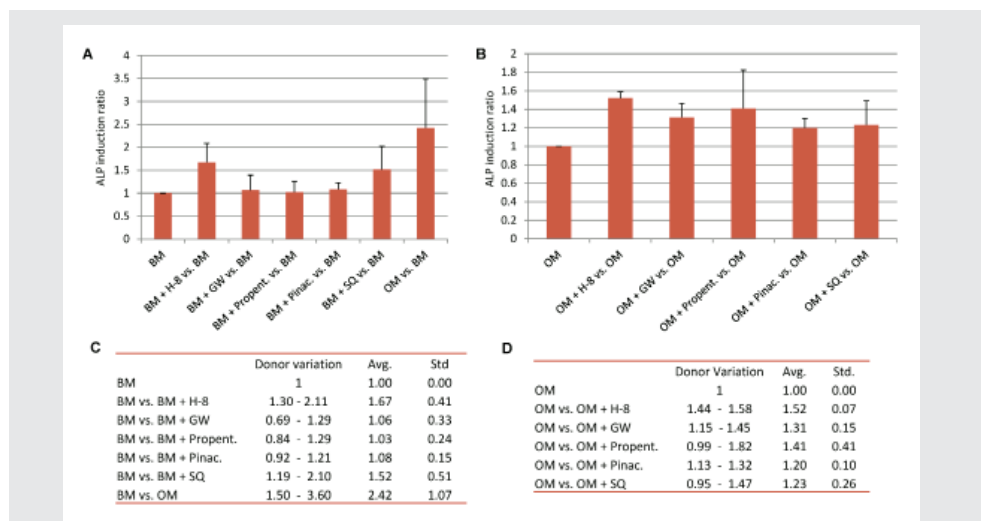 A
4
3.5
3
2.5
2
1.5
1
0.5
0
ALP induction ratio
BM
BM + H-8 vs. BM
BM + GW vs. BM
BM + Propent. vs. BM
BM + Pinac. vs. BM
BM + SQ vs. BM
OM vs. BM
B
2
1.8
1.6
1.4
1.2
1
0.8
0.6
0.4
0.2
0
ALP induction ratio
OM
OM + H-8 vs. OM
OM + GW vs. OM
OM + Propent. vs. OM
OM + Pinac. vs. OM
OM + SQ vs. OM
C
Donor variation Avg. Std
BM 1 1.00 0.00
BM vs. BM + H-8 1.30 - 2.11 1.67 0.41
BM vs. BM + GW 0.69 - 1.29 1.06 0.33
BM vs. BM + Propent. 0.84 - 1.29 1.03 0.24
BM vs. BM + Pinac. 0.92 - 1.21 1.08 0.15
BM vs. BM + SQ 1.19 - 2.10 1.52 0.51
BM vs. OM 1.50 - 3.60 2.42 1.07
D
Donor Variation Avg. Std.
OM 1 1.00 0.00
OM vs. OM + H-8 1.44 - 1.58 1.52 0.07
OM vs. OM + GW 1.15 - 1.45 1.31 0.15
OM vs. OM + Propent. 0.99 - 1.82 1.41 0.41
OM vs. OM + Pinac. 1.13 - 1.32 1.20 0.10
OM vs. OM + SQ 0.95 - 1.47 1.23 0.26